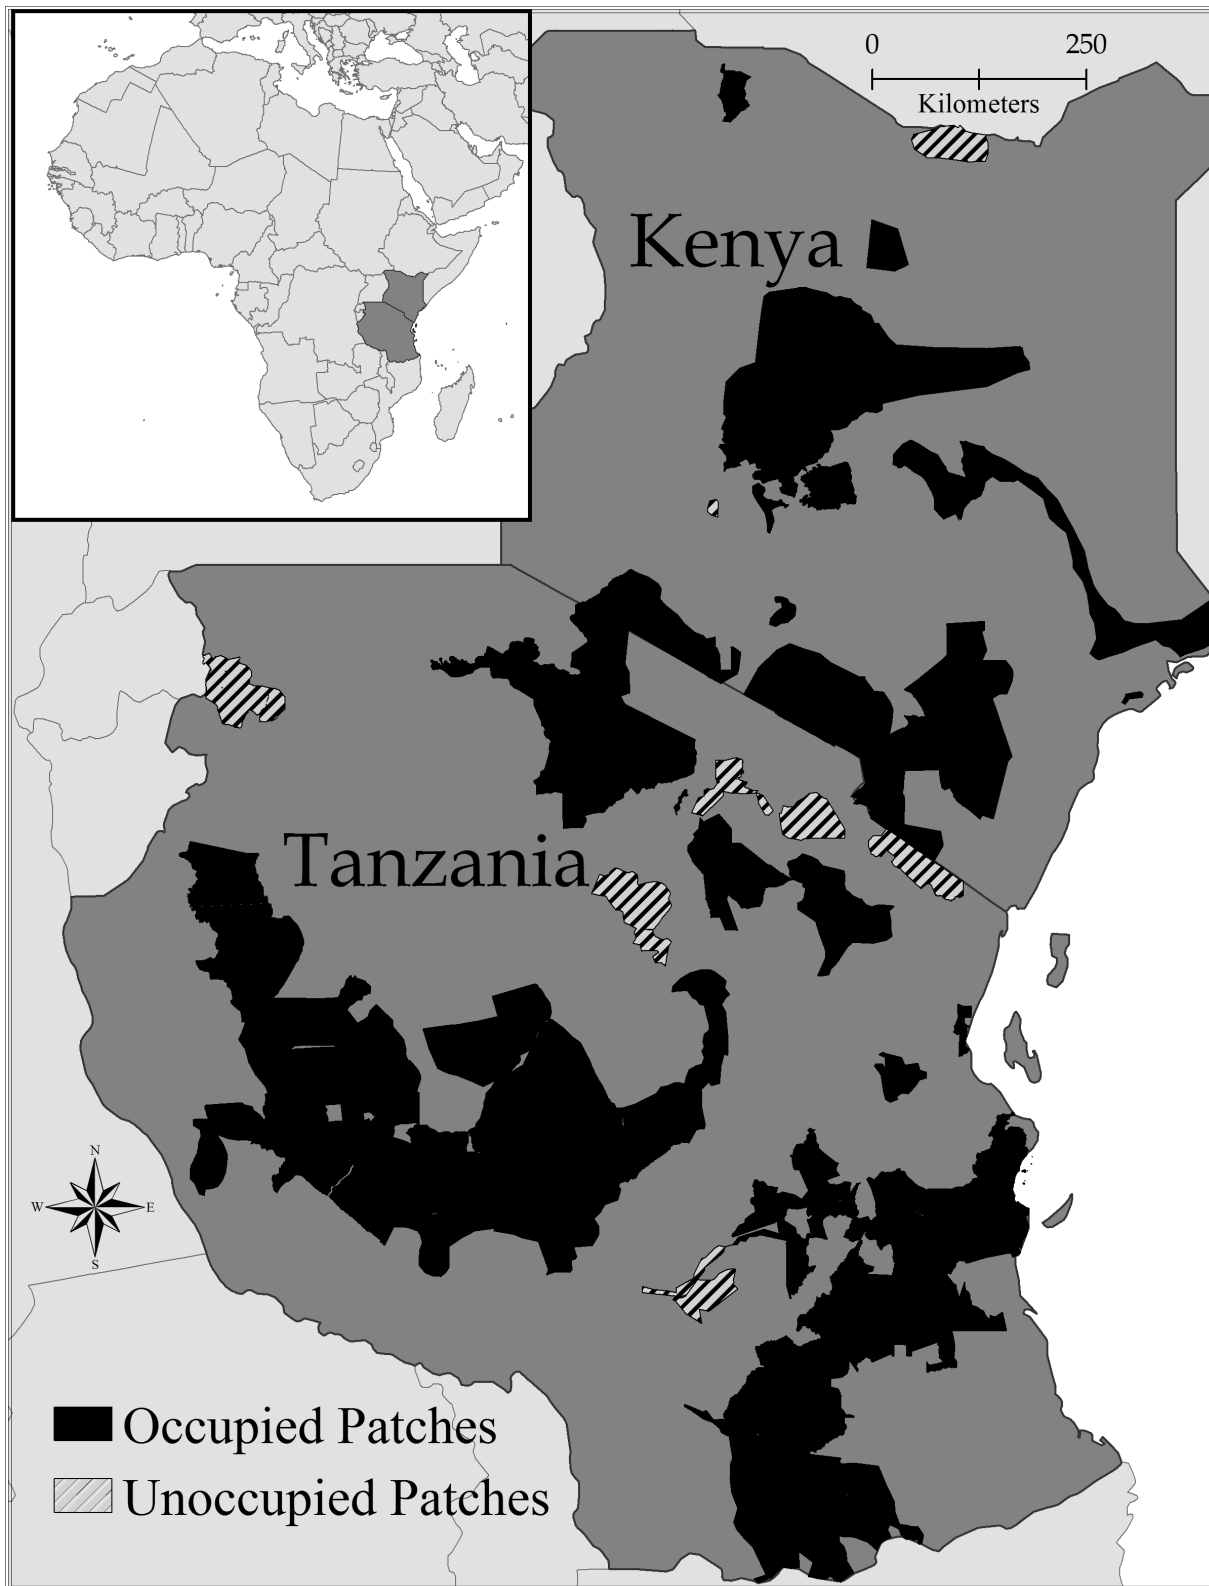 0 250
Kilometers
Kenya
Tanzania
N
W E
S
Occupied Patches
Unoccupied Patches